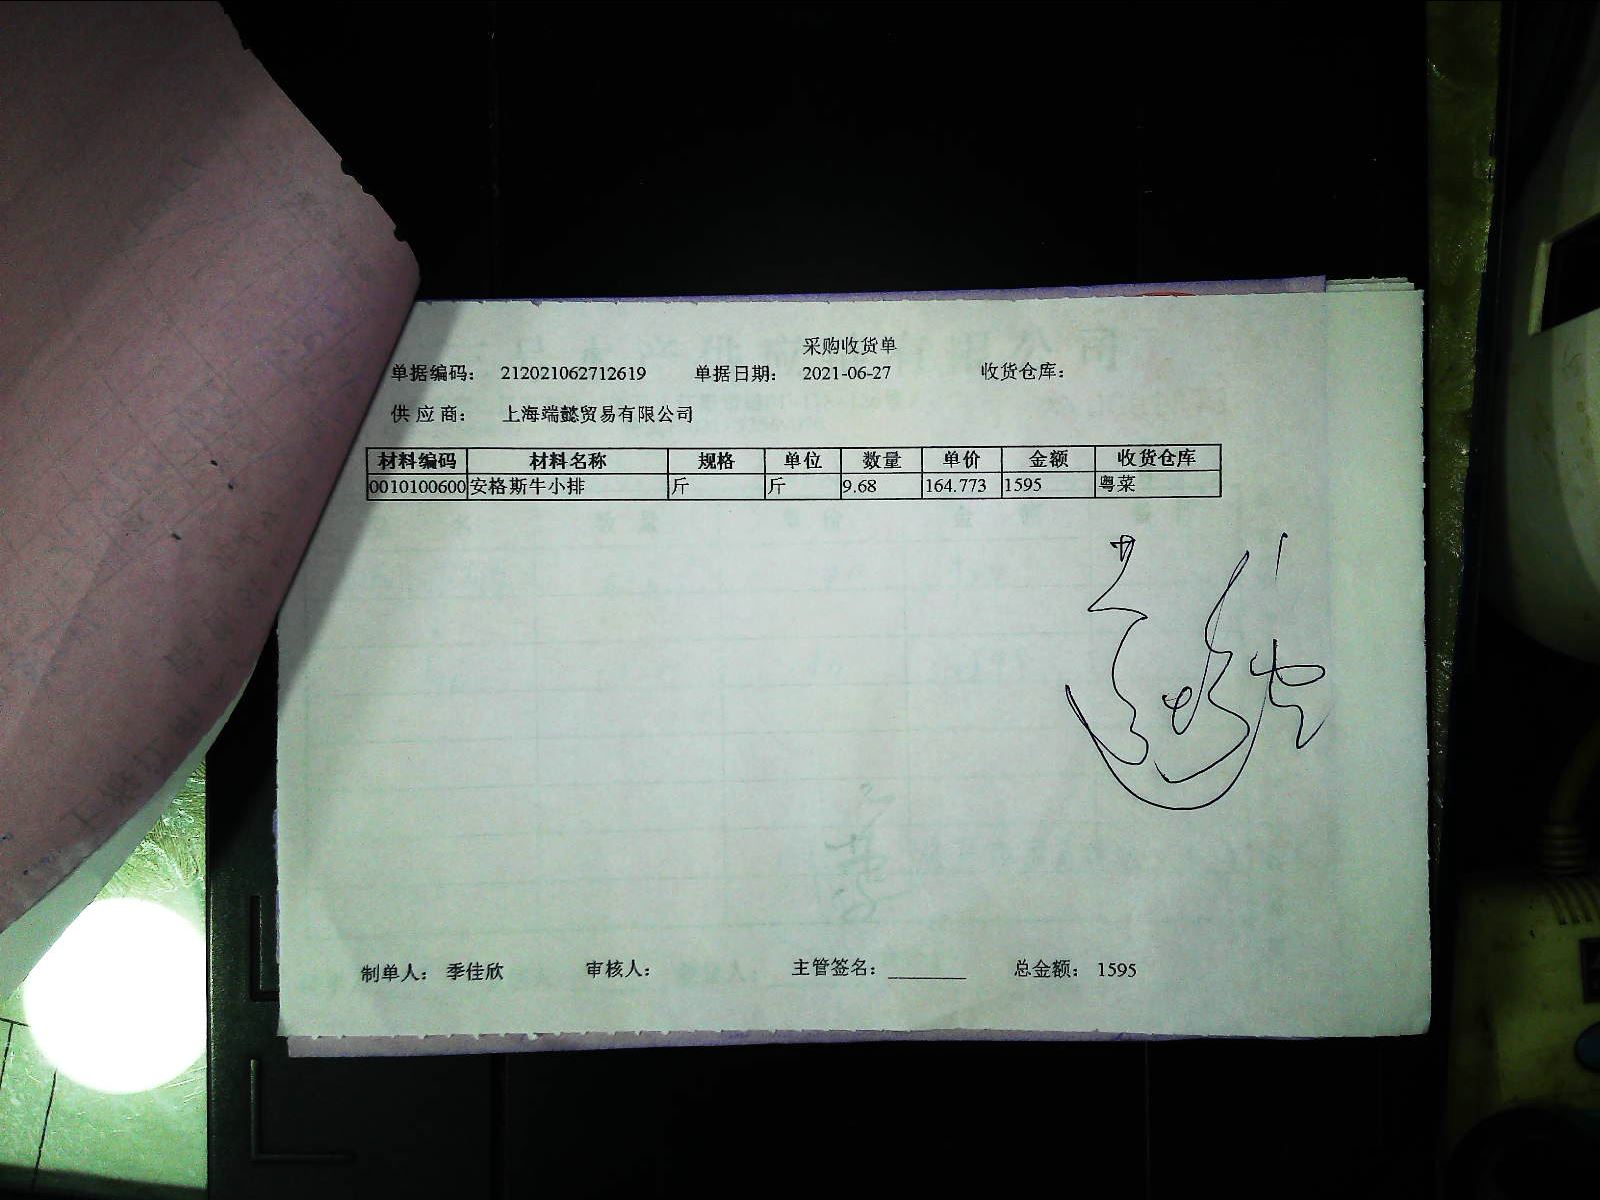 采购收货单
单据编码： 212021062712619 单据日期： 2021-06-27 收货仓库：
供应商： 上海端懿贸易有限公司
材料编码 材料名称 规格 单位 数量 单价 金额 收货仓库
0010100600 安格斯牛小排 斤 斤 9.68 164.773 1595 粤菜
制单人： 季佳欣 审核人： 主管签名：________ 总金额： 1595